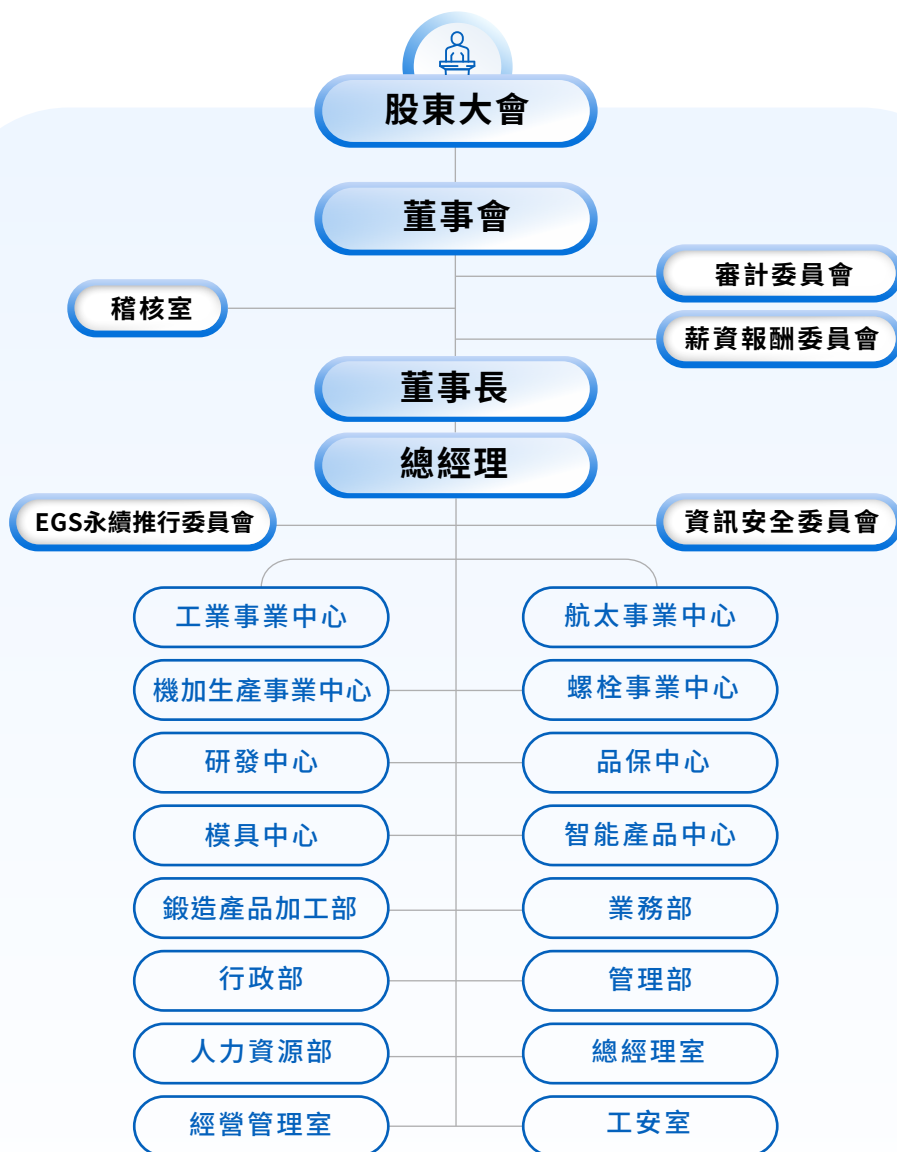 股東大會
董事會
審計委員會
稽核室
薪資報酬委員會
董事長
總經理
EGS永續推行委員會
資訊安全委員會
工業事業中心
航太事業中心
機加生產事業中心
螺栓事業中心
研發中心
品保中心
模具中心
智能產品中心
鍛造產品加工部
業務部
行政部
管理部
人力資源部
總經理室
經營管理室
工安室